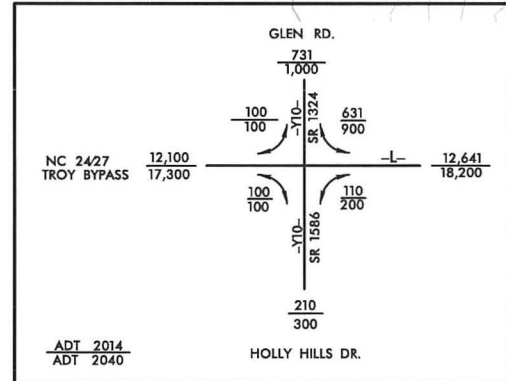 GLEN RD.
731
1,000
100
100
-Y10-
SR 1324
631
900
NC 24/27
TROY BYPASS
12,100
17,300
-L-
12,641
18,200
100
100
-Y10-
SR 1586
110
200
210
300
HOLLY HILLS DR.
ADT 2014
ADT 2040